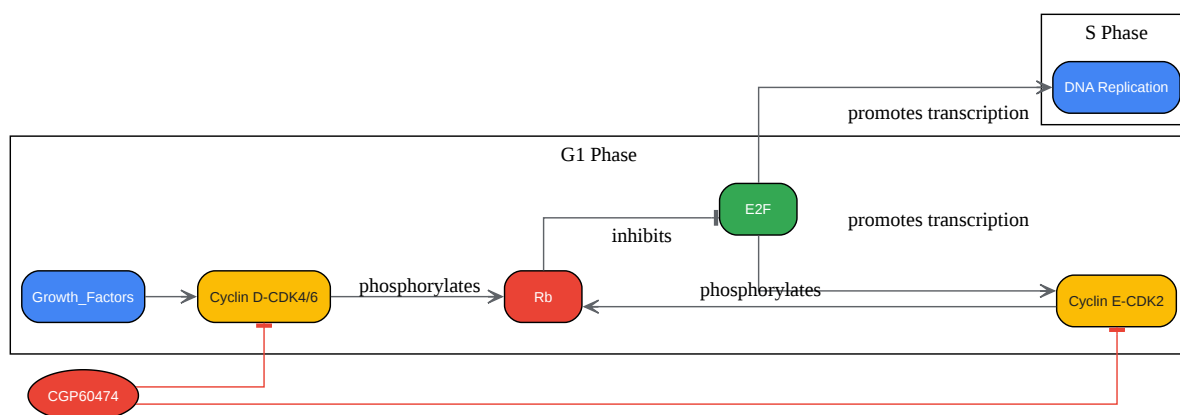 S Phase
DNA Replication
promotes transcription
G1 Phase
E2F
promotes transcription
inhibits
phosphorylates
phosphorylates
Growth_Factors
Cyclin D-CDK4/6
Rb
Cyclin E-CDK2
CGP60474